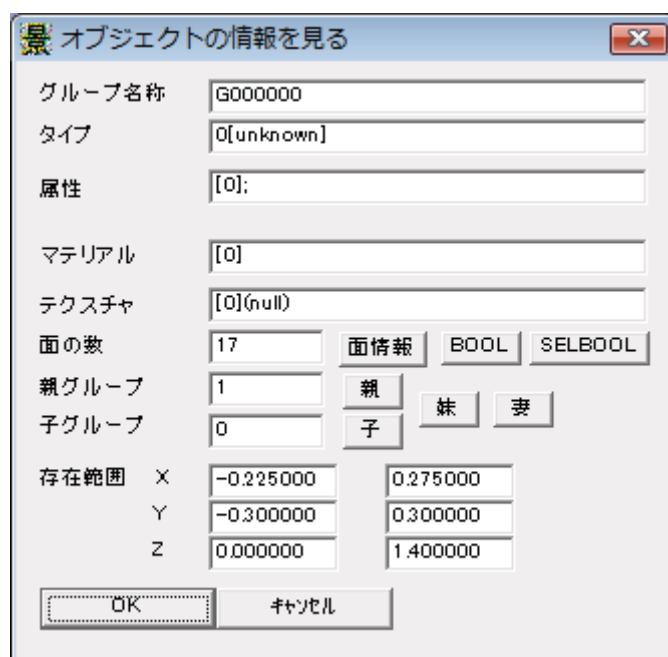 景 オブジェクトの情報を見る
グループ名称 G000000
タイプ 0[unknown]
属性 [0];
マテリアル [0]
テクスチャ [0](null)
面の数 17 面情報 BOOL SELBOOL
親グループ 1 親 妹 妻
子グループ 0 子
存在範囲 X -0.225000 0.275000
Y -0.300000 0.300000
Z 0.000000 1.400000
OK キャンセル